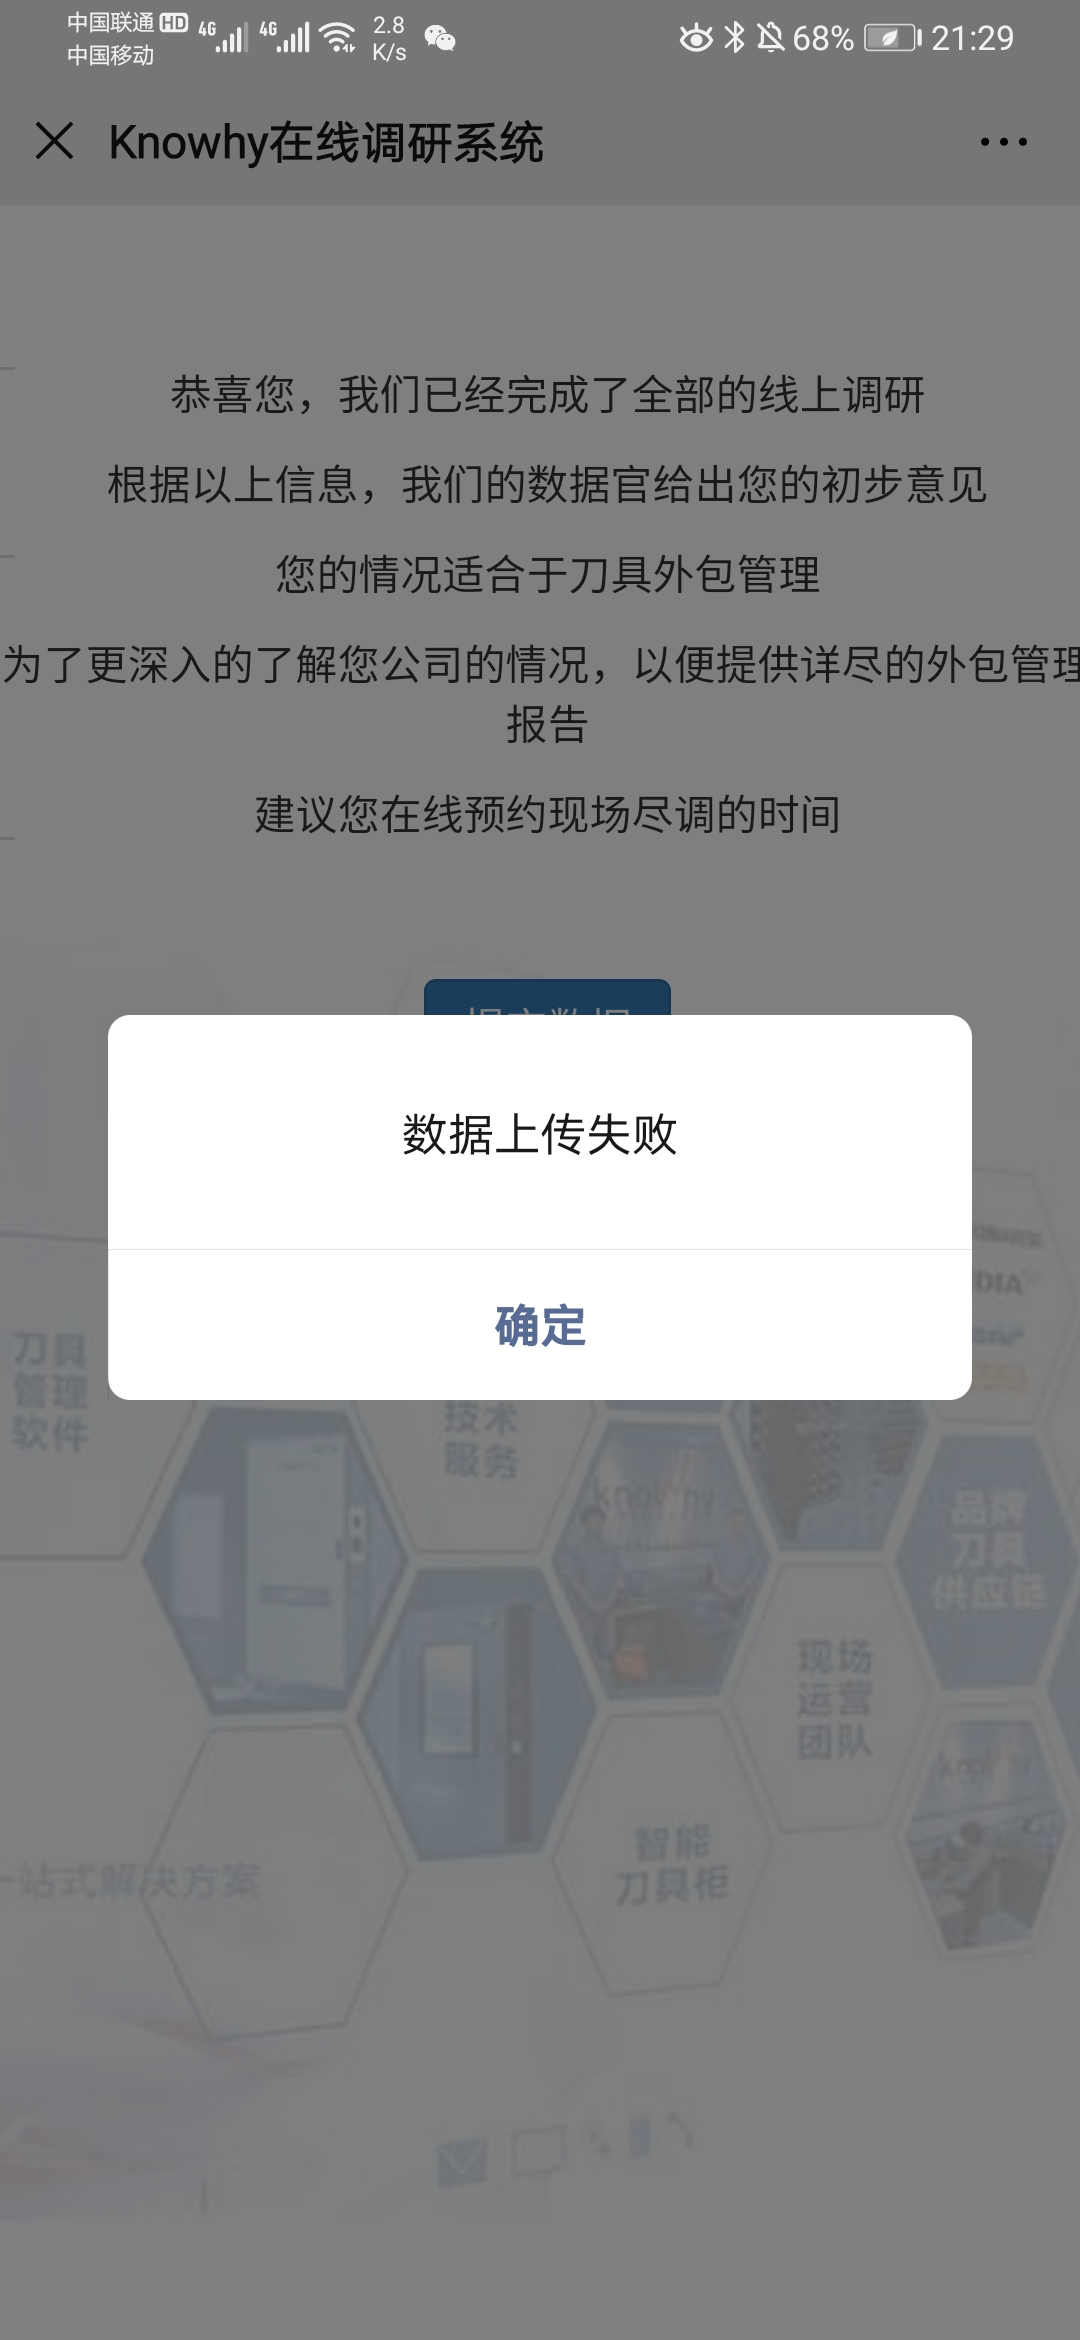 中国联通 HD 4G 4G 2.8 K/s 68% 21:29
中国移动
Knowhy在线调研系统
恭喜您，我们已经完成了全部的线上调研
根据以上信息，我们的数据官给出您的初步意见
您的情况适合于刀具外包管理
为了更深入的了解您公司的情况，以便提供详尽的外包管理
报告
建议您在线预约现场尽调的时间
提交数据
数据上传失败
确定
DIA
刀具
管理
软件
技术
服务
knowhy
品牌
刀具
供应链
现场
运营
团队
knowhy
智能
刀具柜
一站式解决方案